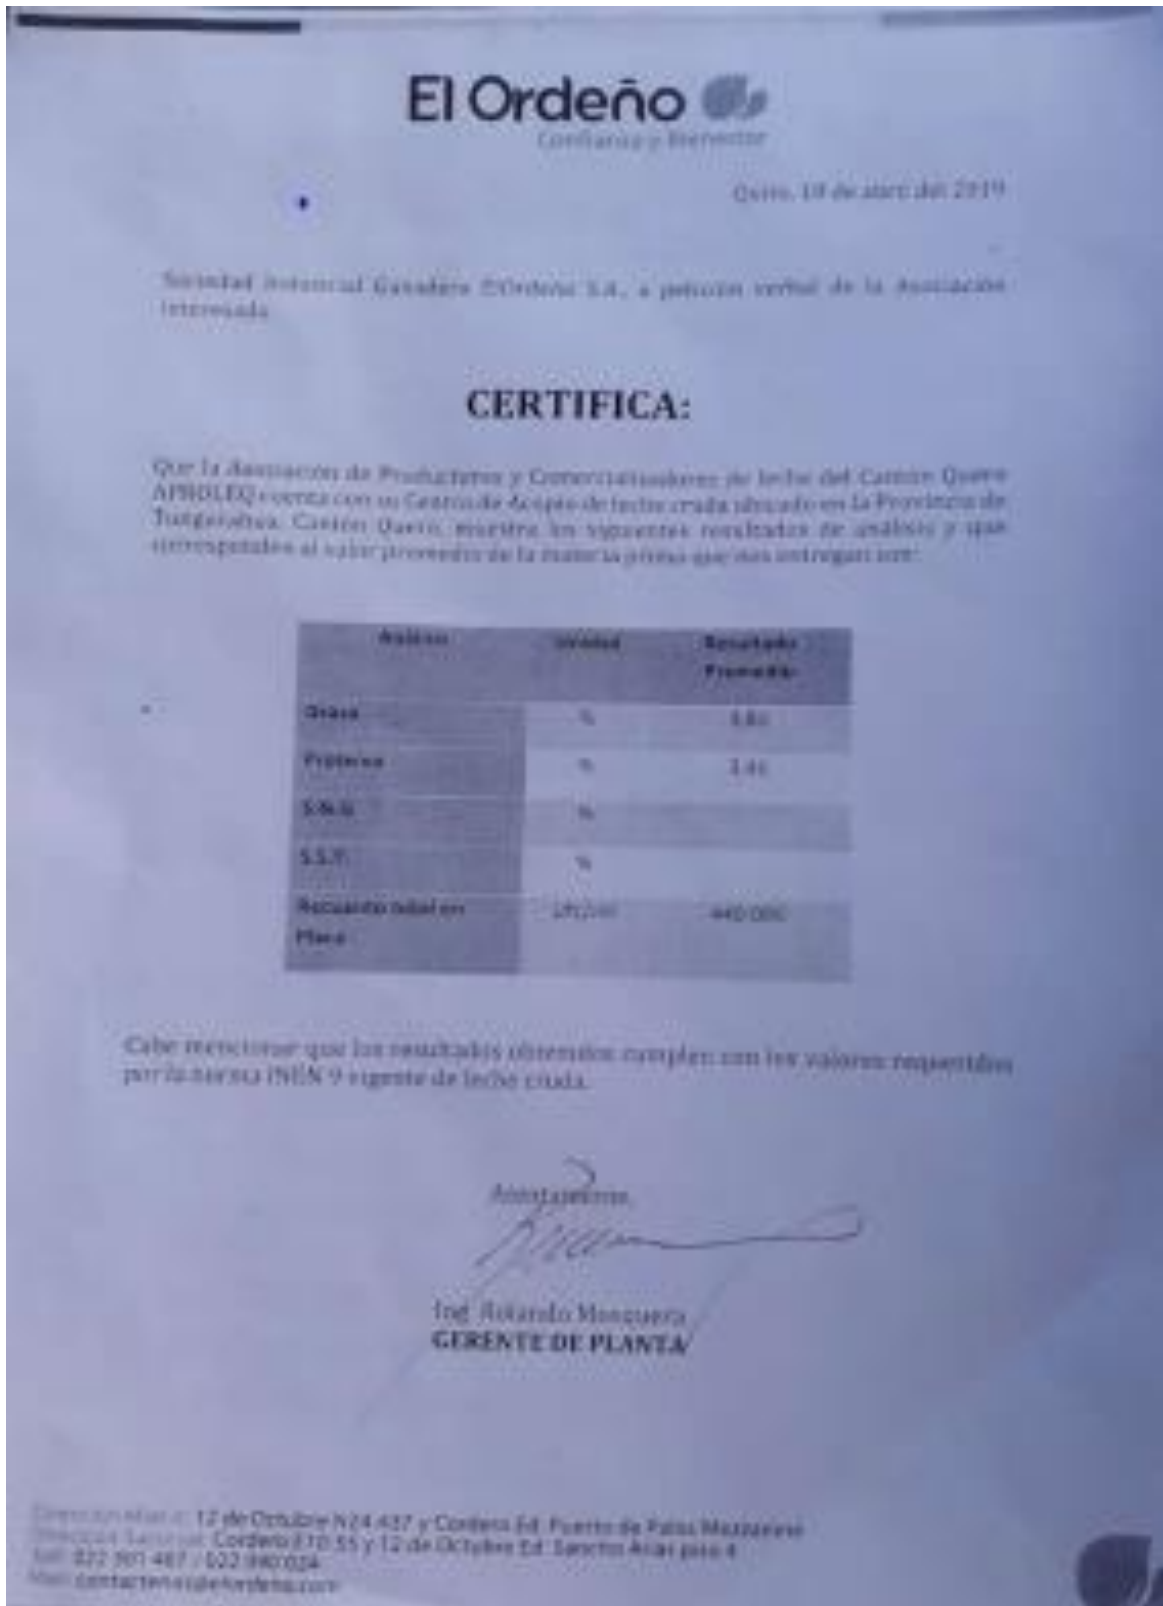 El Ordeño
Confianza y Bienestar
Quito, de abril del 2019
Sociedad Ganadera El Ordeño S.A., a petición verbal de la Asociación
interesada
CERTIFICA:
Que la Asociación de Productores y Comercializadores de leche del Cantón Quero
APROLEQ cuenta con su Centro de Acopio de leche cruda ubicado en la Provincia de
Tungurahua, Cantón Quero, muestra los siguientes resultados de análisis y que
corresponden al valor promedio de la materia prima que nos entregan son:
Análisis Unidad Resultado
Promedio
Grasa %
Proteína %
S.N.G %
S.S.T. %
Recuento total en
Placa
Cabe mencionar que los resultados obtenidos cumplen con los valores requeridos
por la norma INEN 9 vigente de leche cruda.
Atentamente,
Ing. Rolando Mosquera
GERENTE DE PLANTA
12 de Octubre N24 437 y Cordero Ed. Puerto de Palos Mezzanine
Cordero E10 55 y 12 de Octubre Ed. Sancho Arias piso 4